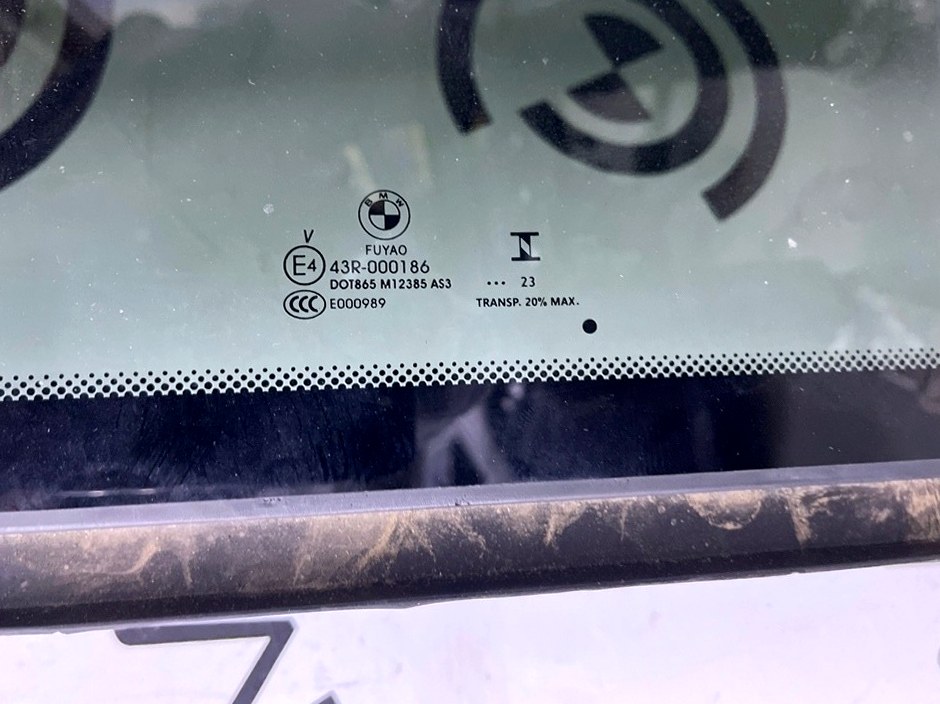 BMW
FUYAO
V
E4 43R-000186
DOT865 M12385 AS3
CCC E000989
... 23
TRANSP. 20% MAX.